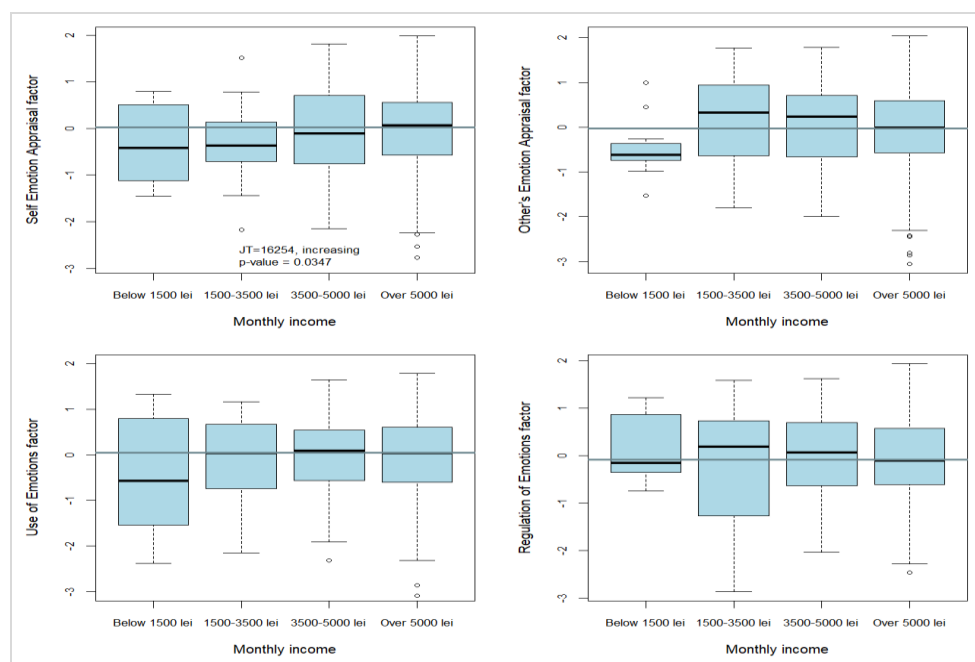 Self Emotion Appraisal factor
2
1
0
-1
-2
-3
JT=16254, increasing
p-value = 0.0347
Below 1500 lei 1500-3500 lei 3500-5000 lei Over 5000 lei
Monthly income
Other's Emotion Appraisal factor
2
1
0
-1
-2
-3
Below 1500 lei 1500-3500 lei 3500-5000 lei Over 5000 lei
Monthly income
Use of Emotions factor
2
1
0
-1
-2
-3
Below 1500 lei 1500-3500 lei 3500-5000 lei Over 5000 lei
Monthly income
Regulation of Emotions factor
2
1
0
-1
-2
-3
Below 1500 lei 1500-3500 lei 3500-5000 lei Over 5000 lei
Monthly income